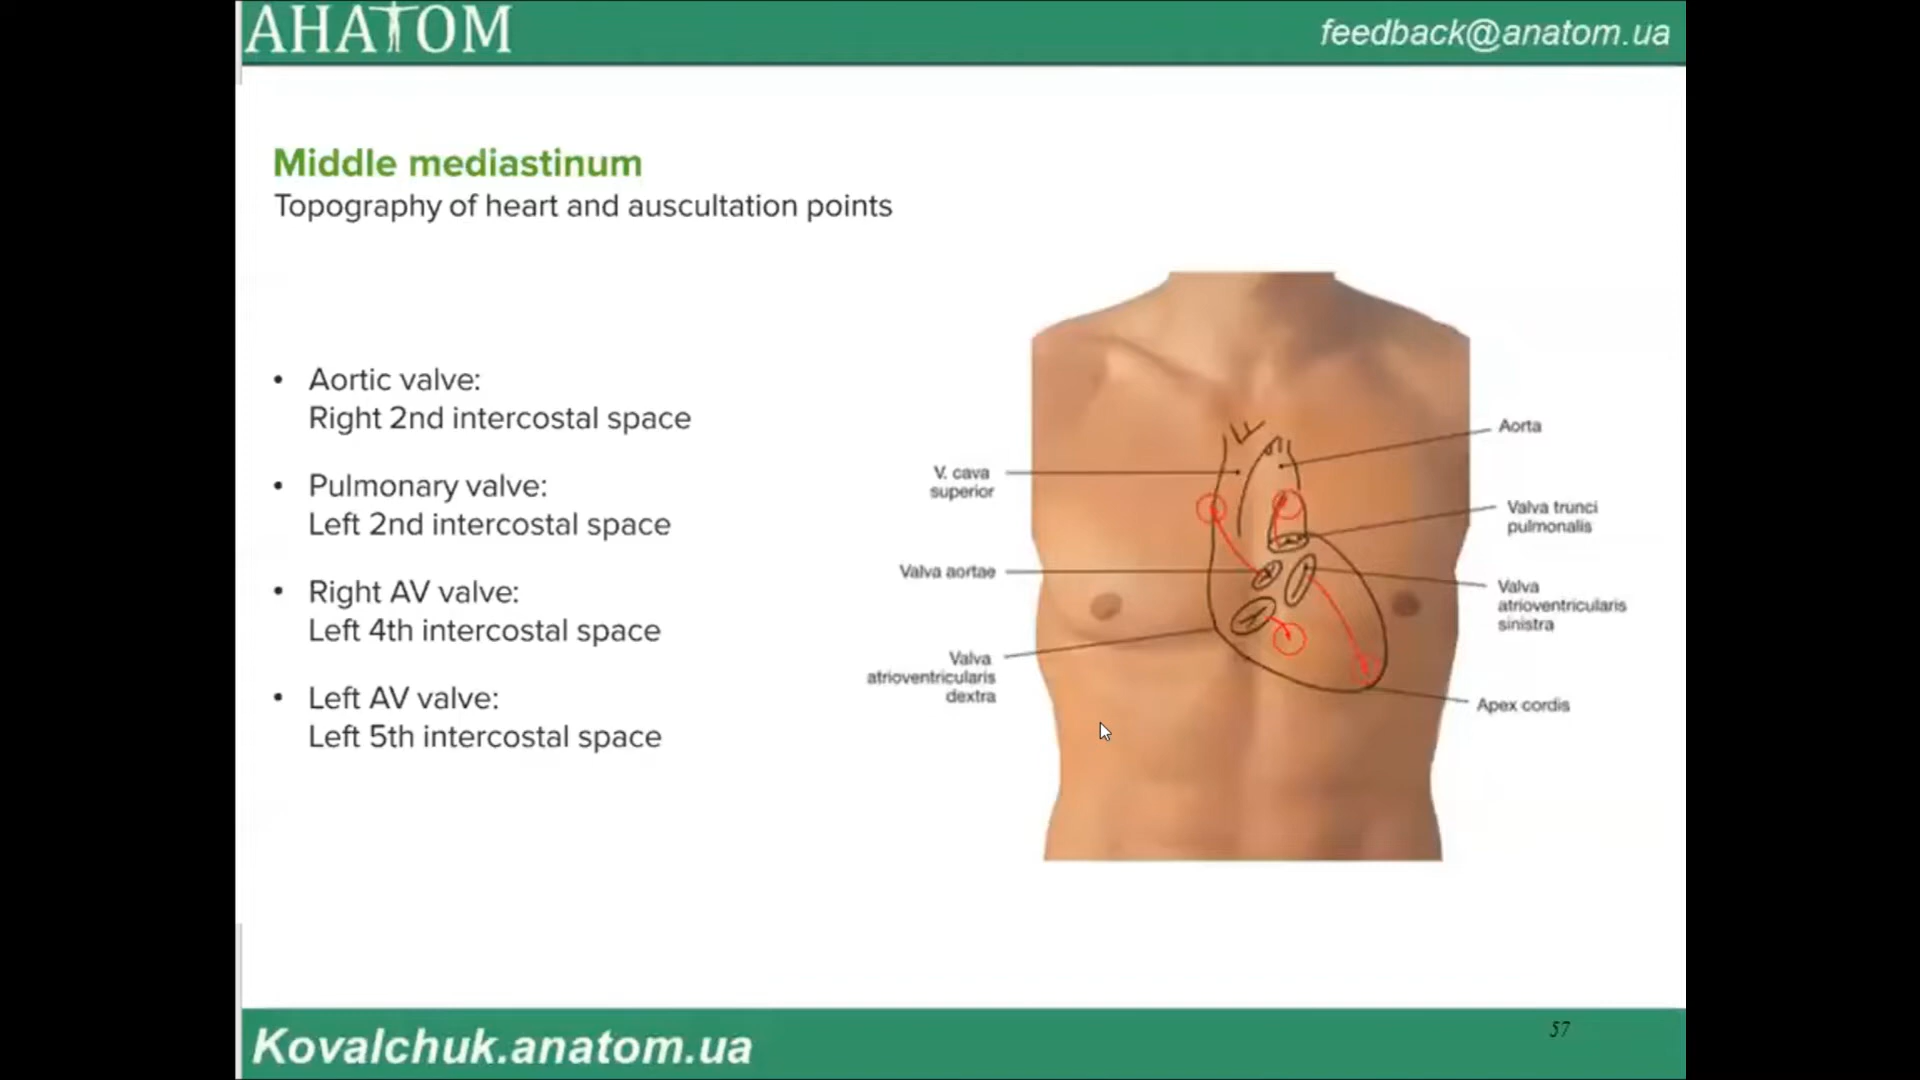 АНАТОМ
feedback@anatom.ua
Middle mediastinum
Topography of heart and auscultation points
• Aortic valve:
Right 2nd intercostal space
• Pulmonary valve:
Left 2nd intercostal space
• Right AV valve:
Left 4th intercostal space
• Left AV valve:
Left 5th intercostal space
V. cava
superior
Valva aortae
Valva
atrioventricularis
dextra
Aorta
Valva trunci
pulmonalis
Valva
atrioventricularis
sinistra
Apex cordis
Kovalchuk.anatom.ua
57